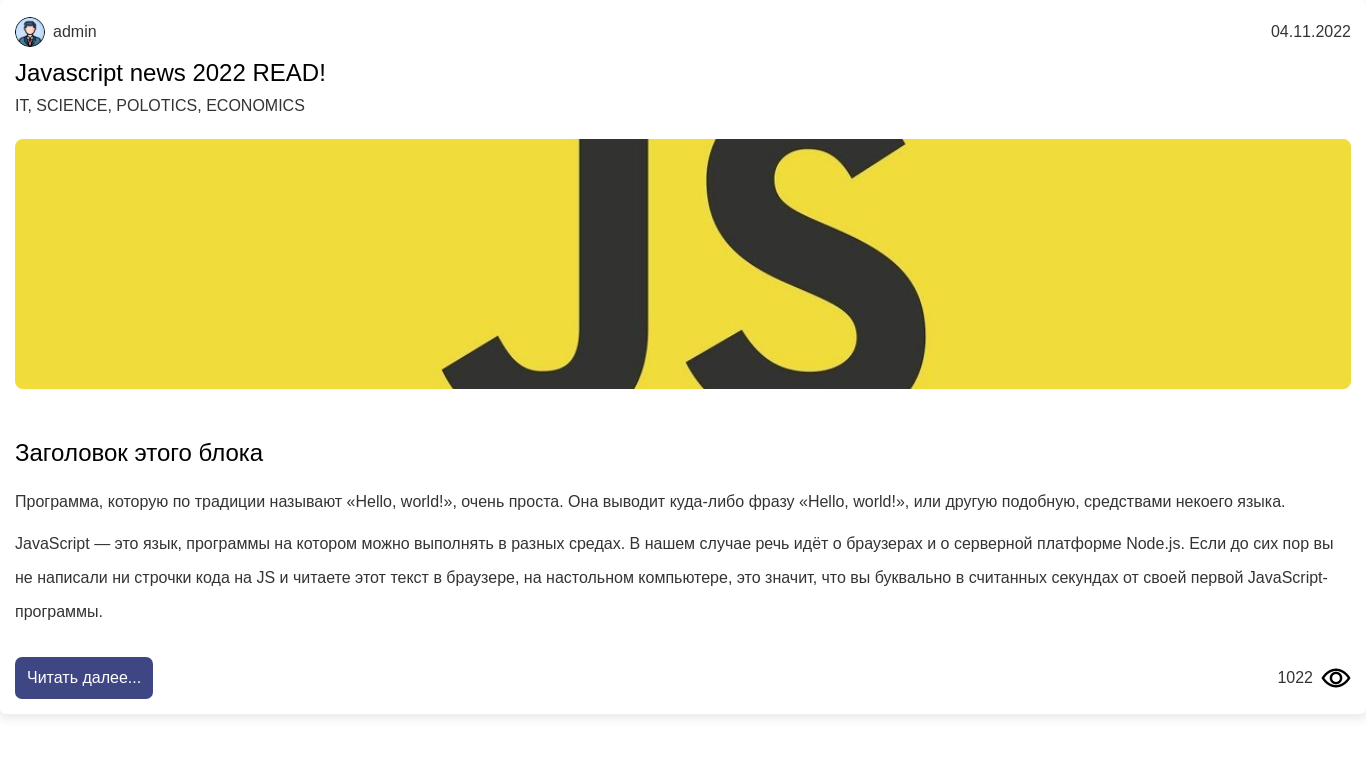 admin
04.11.2022
Javascript news 2022 READ!
IT, SCIENCE, POLOTICS, ECONOMICS
JS
Заголовок этого блока
Программа, которую по традиции называют «Hello, world!», очень проста. Она выводит куда-либо фразу «Hello, world!», или другую подобную, средствами некоего языка.
JavaScript — это язык, программы на котором можно выполнять в разных средах. В нашем случае речь идёт о браузерах и о серверной платформе Node.js. Если до сих пор вы
не написали ни строчки кода на JS и читаете этот текст в браузере, на настольном компьютере, это значит, что вы буквально в считанных секундах от своей первой JavaScript-
программы.
Читать далее...
1022